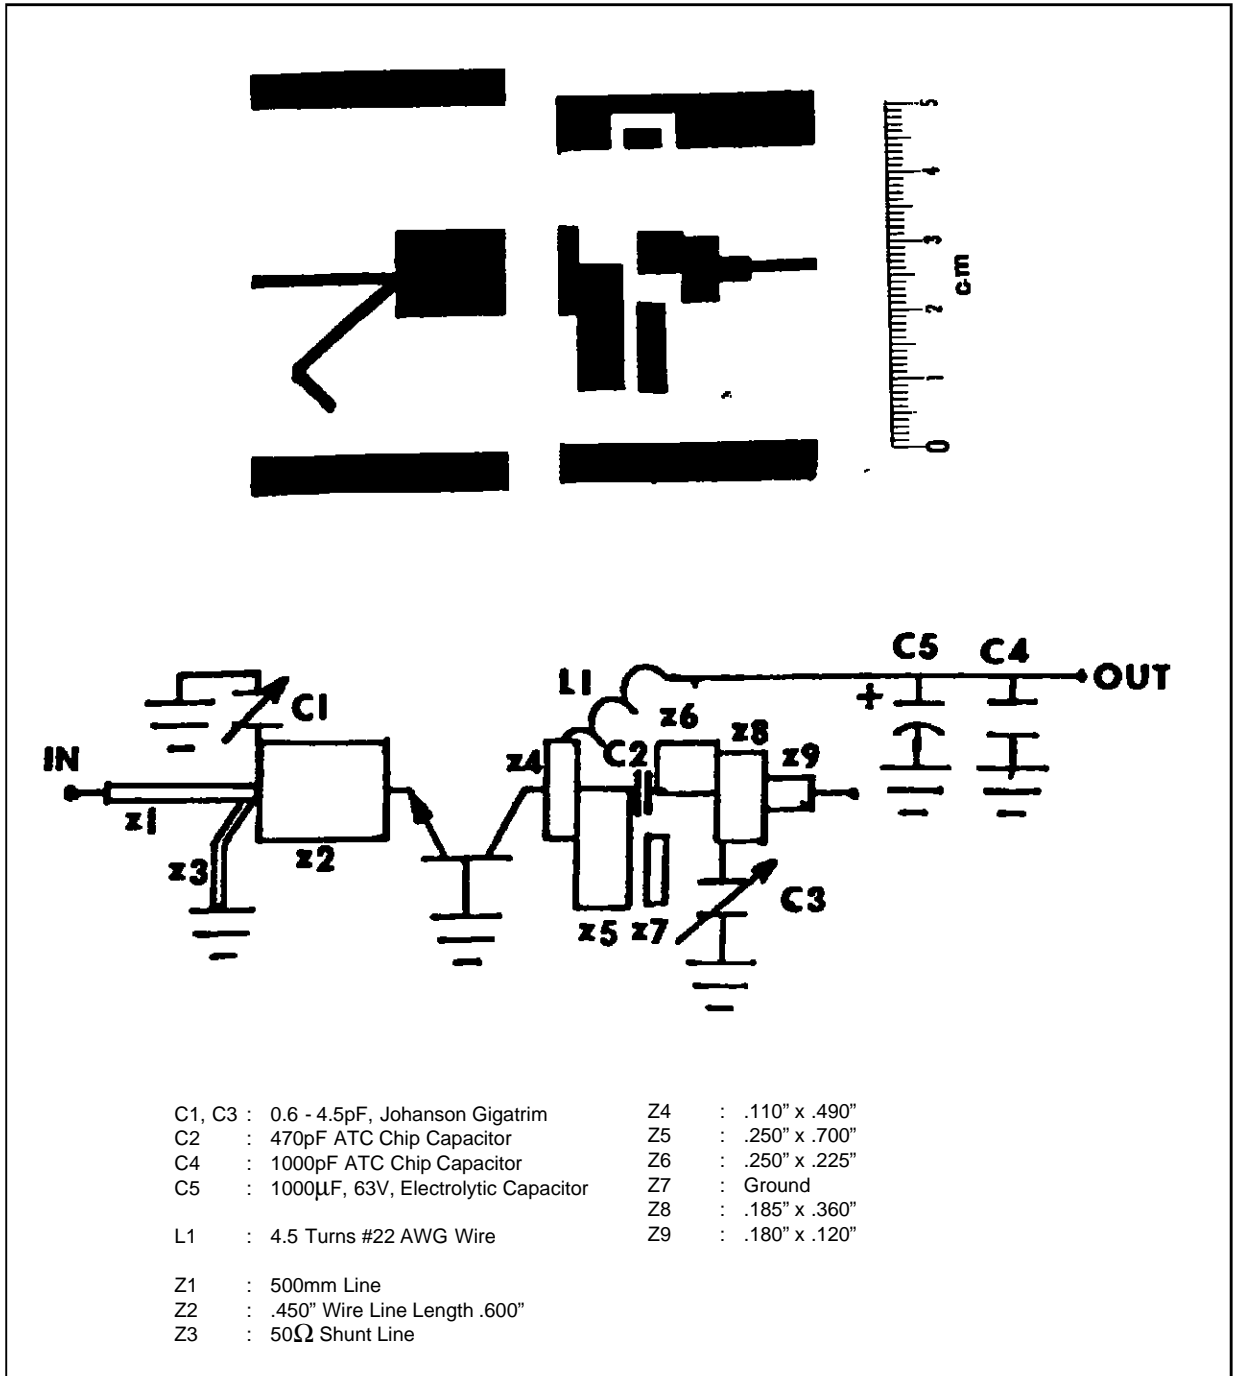 5
4
3
2
1
0
cm
C5
C4
OUT
+
L1
C1
z6
z8
z4
C2
z9
IN
z1
z2
z3
C3
z5
z7
C1, C3 : 0.6 - 4.5pF, Johanson Gigatrim
C2 : 470pF ATC Chip Capacitor
C4 : 1000pF ATC Chip Capacitor
C5 : 1000µF, 63V, Electrolytic Capacitor
L1 : 4.5 Turns #22 AWG Wire
Z1 : 500mm Line
Z2 : .450” Wire Line Length .600”
Z3 : 50Ω Shunt Line
Z4 : .110” x .490”
Z5 : .250” x .700”
Z6 : .250” x .225”
Z7 : Ground
Z8 : .185” x .360”
Z9 : .180” x .120”